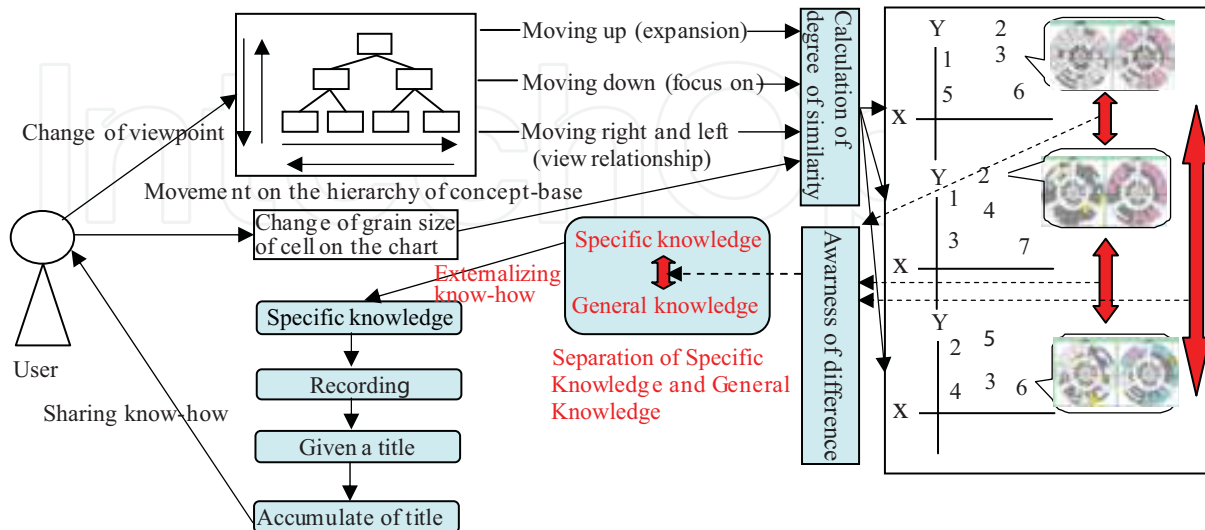 Change of viewpoint
Moving up (expansion)
Moving down (focus on)
Moving right and left
(view relationship)
Movement on the hierarchy of concept-base
Change of grain size
of cell on the chart
Calculation of
degree of similarity
User
Sharing know-how
Externalizing
know-how
Specific knowledge
Recording
Given a title
Accumulate of title
Specific knowledge
General knowledge
Separation of Specific
Knowledge and General
Knowledge
Awarness of difference
Y 2
1 3
5 6
X
Y 2
1 4
3 7
X
Y 5
2 3
4 6
X
IntechOp